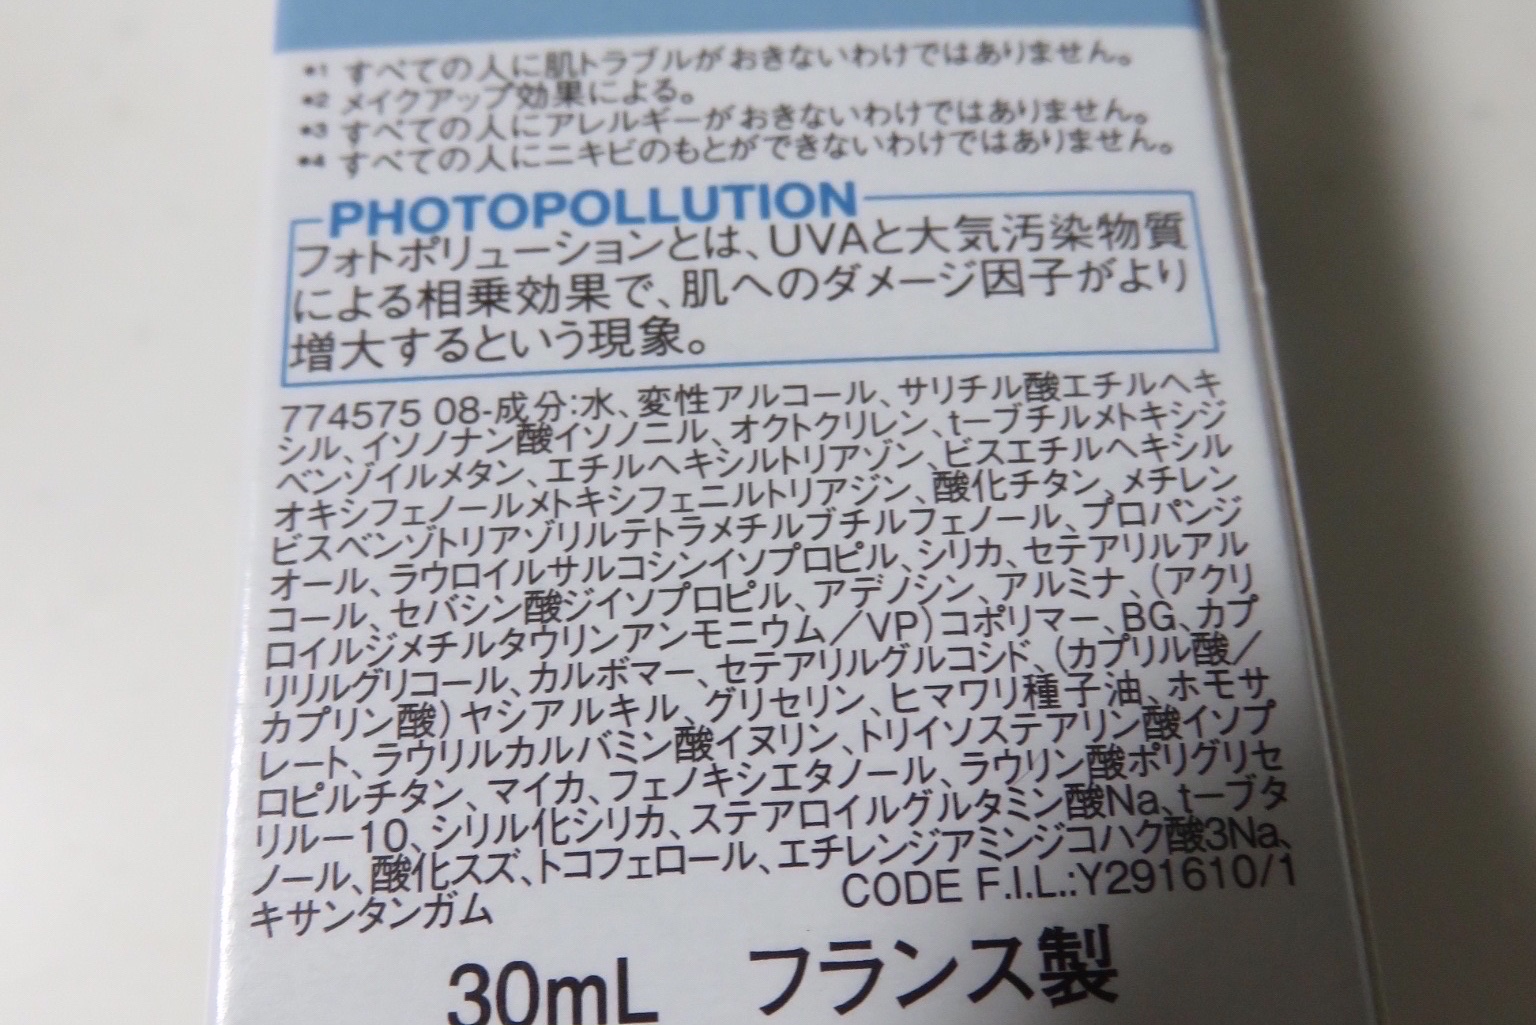 *1 すべての人に肌トラブルがおきないわけではありません。
*2 メイクアップ効果による。
*3 すべての人にアレルギーがおきないわけではありません。
*4 すべての人にニキビのもとができないわけではありません。
PHOTOPOLLUTION
フォトポリューションとは、UVAと大気汚染物質
による相乗効果で、肌へのダメージ因子がより
増大するという現象。
774575 08-成分:水、変性アルコール、サリチル酸エチルヘキ
シル、イソノナン酸イソノニル、オクトクリレン、t-ブチルメトキシジ
ベンゾイルメタン、エチルヘキシルトリアゾン、ビスエチルヘキシル
オキシフェノールメトキシフェニルトリアジン、酸化チタン、メチレン
ビスベンゾトリアゾリルテトラメチルブチルフェノール、プロパンジ
オール、ラウロイルサルコシンイソプロピル、シリカ、セテアリルアル
コール、セバシン酸ジイソプロピル、アデノシン、アルミナ、(アクリ
ロイルジメチルタウリンアンモニウム/VP)コポリマー、BG、カプ
リリルグリコール、カルボマー、セテアリルグルコシド、(カプリル酸/
カプリン酸)ヤシアルキル、グリセリン、ヒマワリ種子油、ホモサ
レート、ラウリルカルバミン酸イヌリン、トリイソステアリン酸イソプ
ロピルチタン、マイカ、フェノキシエタノール、ラウリン酸ポリグリセ
リルー10、シリル化シリカ、ステアロイルグルタミン酸Na、t-ブタ
ノール、酸化スズ、トコフェロール、エチレンジアミンジコハク酸3Na、
キサンタンガム
CODE F.I.L.:Y291610/1
30mL フランス製